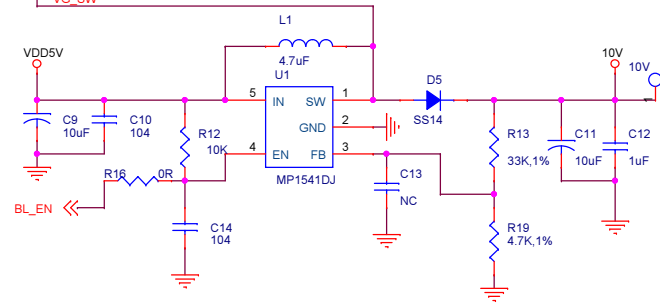 VC_SW
L1
VDD5V
4.7uF
U1
10V
10V
D5
5
IN
SW
1
C9
10uF
C10
104
R12
10K
GND
2
SS14
R13
33K,1%
C11
10uF
C12
1uF
4
EN
FB
3
R16
0R
MP1541DJ
C13
NC
BL_EN
C14
104
R19
4.7K,1%